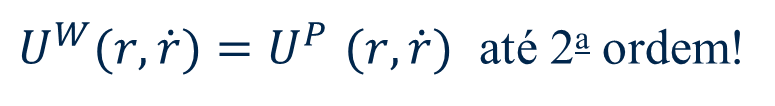 U^W(r, ṙ) = U^P (r, ṙ) até 2ª ordem!